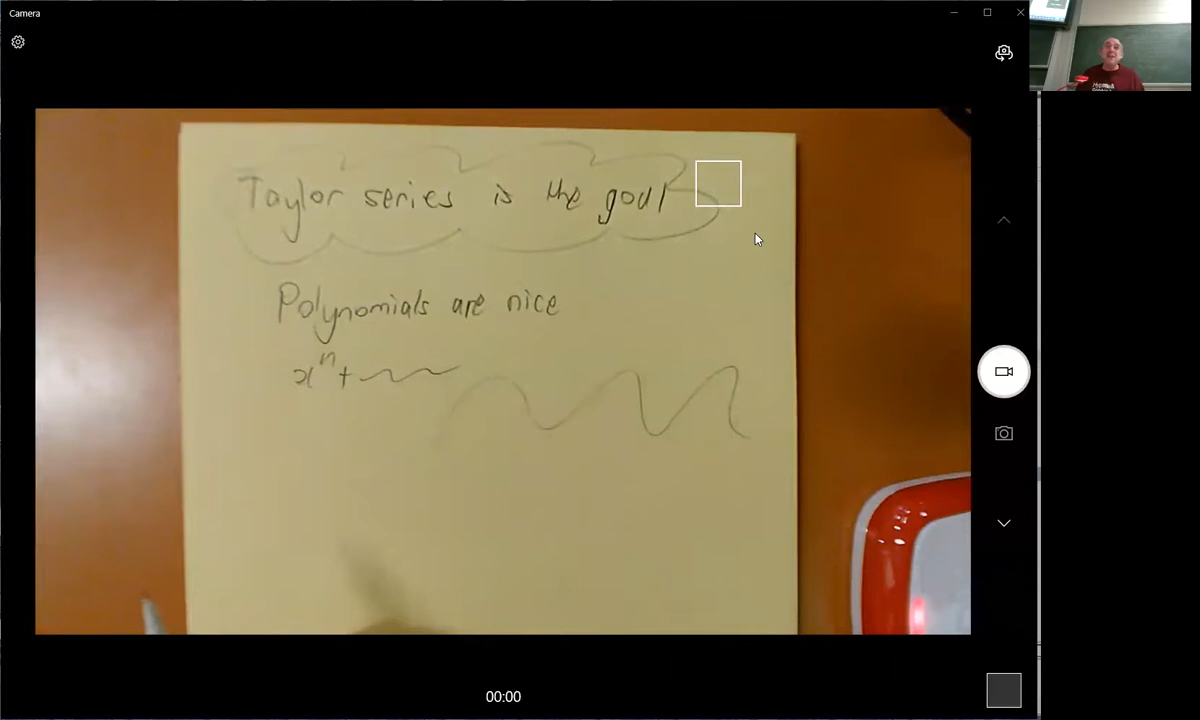 Camera
Taylor series is the goal
Polynomials are nice
xⁿ +
00:00